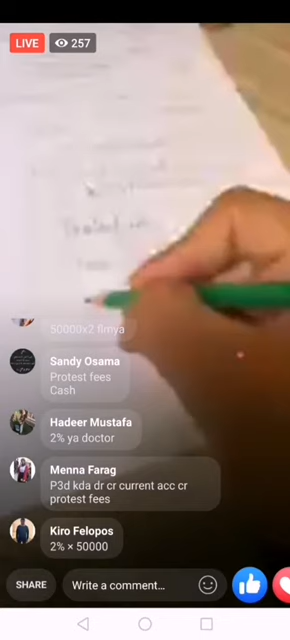 LIVE
257
50000x2 fimya
Sandy Osama
Protest fees
Cash
Hadeer Mustafa
2% ya doctor
Menna Farag
P3d kda dr cr current acc cr
protest fees
Kiro Felopos
2% × 50000
SHARE
Write a comment...